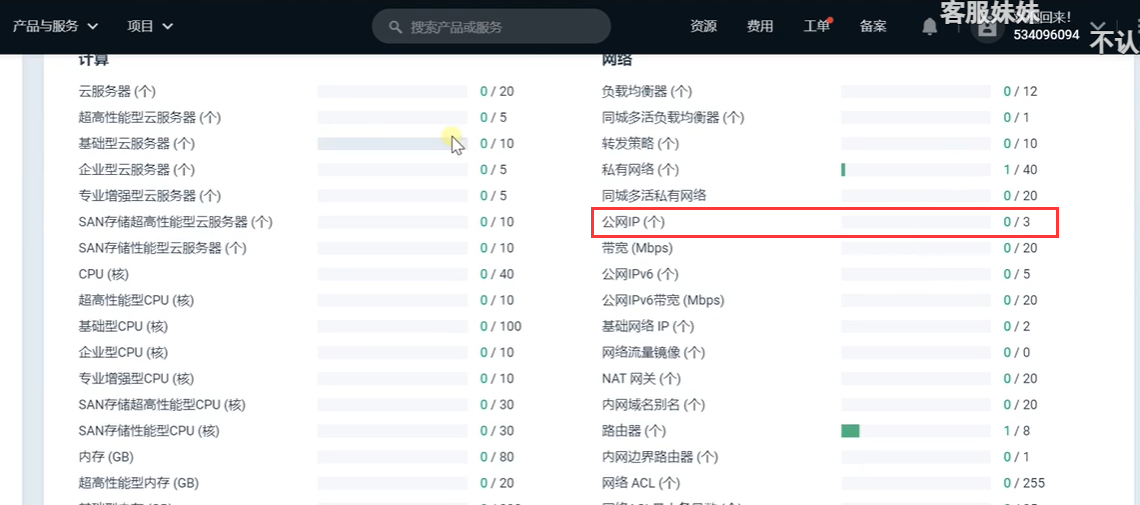 产品与服务 项目 搜索产品或服务 资源 费用 工单 备案 回来!
534096094
客服妹妹
不认
计算
云服务器 (个) 0 / 20
超高性能型云服务器 (个) 0 / 5
基础型云服务器 (个) 0 / 10
企业型云服务器 (个) 0 / 5
专业增强型云服务器 (个) 0 / 5
SAN存储超高性能型云服务器 (个) 0 / 10
SAN存储性能型云服务器 (个) 0 / 10
CPU (核) 0 / 40
超高性能型CPU (核) 0 / 10
基础型CPU (核) 0 / 100
企业型CPU (核) 0 / 10
专业增强型CPU (核) 0 / 10
SAN存储超高性能型CPU (核) 0 / 30
SAN存储性能型CPU (核) 0 / 30
内存 (GB) 0 / 80
超高性能型内存 (GB) 0 / 20
网络
负载均衡器 (个) 0 / 12
同城多活负载均衡器 (个) 0 / 1
转发策略 (个) 0 / 10
私有网络 (个) 1 / 40
同城多活私有网络 0 / 20
公网IP (个) 0 / 3
带宽 (Mbps) 0 / 20
公网IPv6 (个) 0 / 5
公网IPv6带宽 (Mbps) 0 / 20
基础网络 IP (个) 0 / 2
网络流量镜像 (个) 0 / 0
NAT 网关 (个) 0 / 20
内网域名别名 (个) 0 / 20
路由器 (个) 1 / 8
内网边界路由器 (个) 0 / 1
网络 ACL (个) 0 / 255